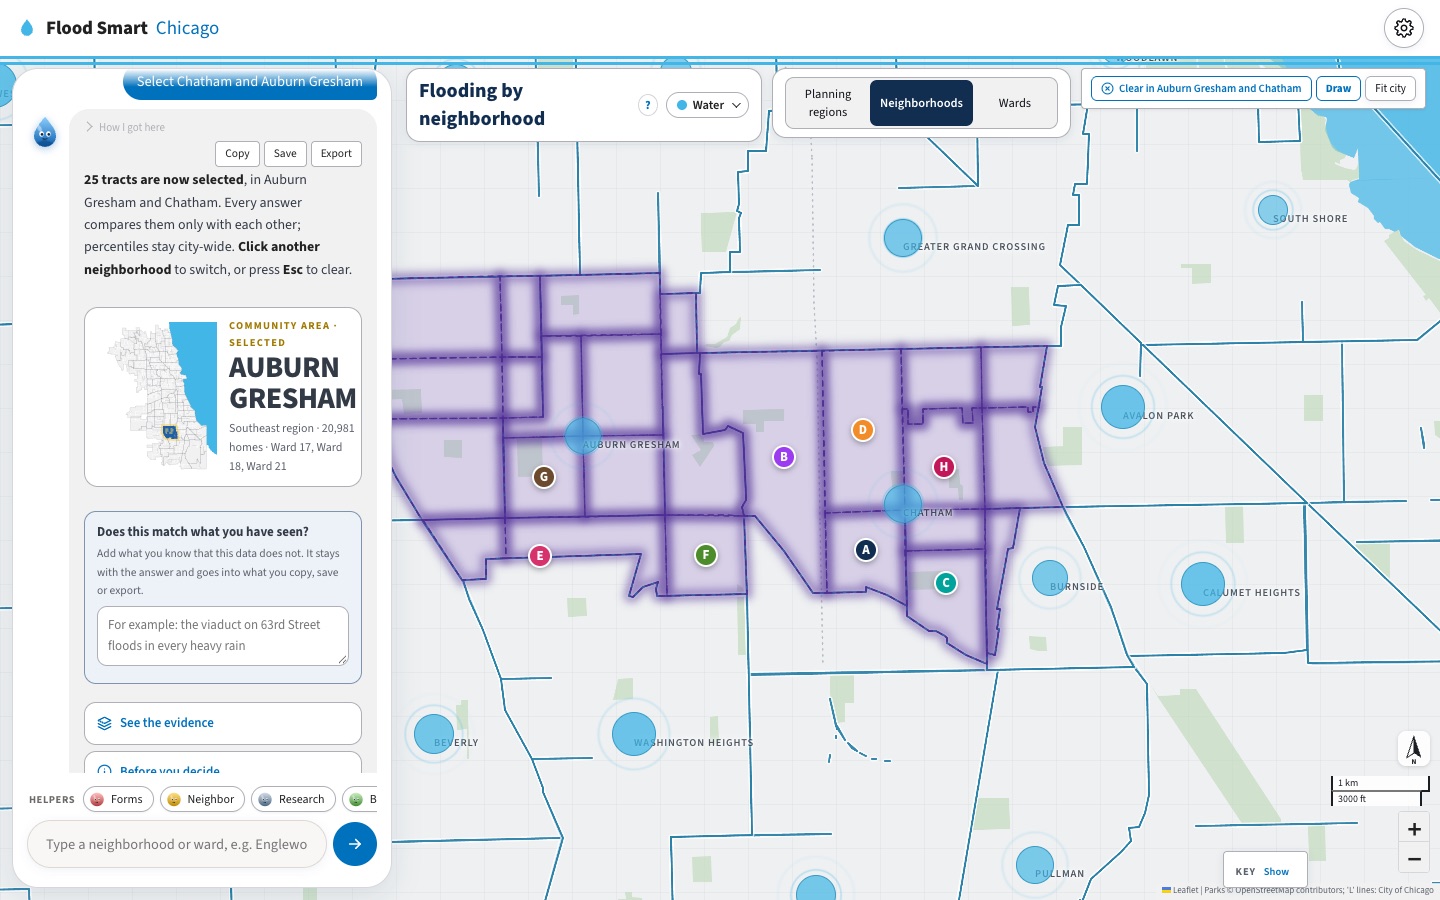 Flood Smart Chicago
Select Chatham and Auburn Gresham
How I got here
Copy
Save
Export
25 tracts are now selected, in Auburn
Gresham and Chatham. Every answer
compares them only with each other;
percentiles stay city-wide. Click another
neighborhood to switch, or press Esc to clear.
COMMUNITY AREA ·
SELECTED
AUBURN
GRESHAM
Southeast region · 20,981
homes · Ward 17, Ward
18, Ward 21
Does this match what you have seen?
Add what you know that this data does not. It stays
with the answer and goes into what you copy, save
or export.
For example: the viaduct on 63rd Street
floods in every heavy rain
See the evidence
Before you decide
HELPERS
Forms
Neighbor
Research
B
Type a neighborhood or ward, e.g. Englewo
Flooding by
neighborhood
?
Water
Planning
regions
Neighborhoods
Wards
Clear in Auburn Gresham and Chatham
Draw
Fit city
WOODLAWN
SOUTH SHORE
GREATER GRAND CROSSING
AVALON PARK
AUBURN GRESHAM
D
B
H
G
CHATHAM
A
E
F
C
BURNSIDE
CALUMET HEIGHTS
BEVERLY
WASHINGTON HEIGHTS
PULLMAN
N
1 km
3000 ft
+
−
KEY Show
Leaflet | Parks © OpenStreetMap contributors; 'L' lines: City of Chicago